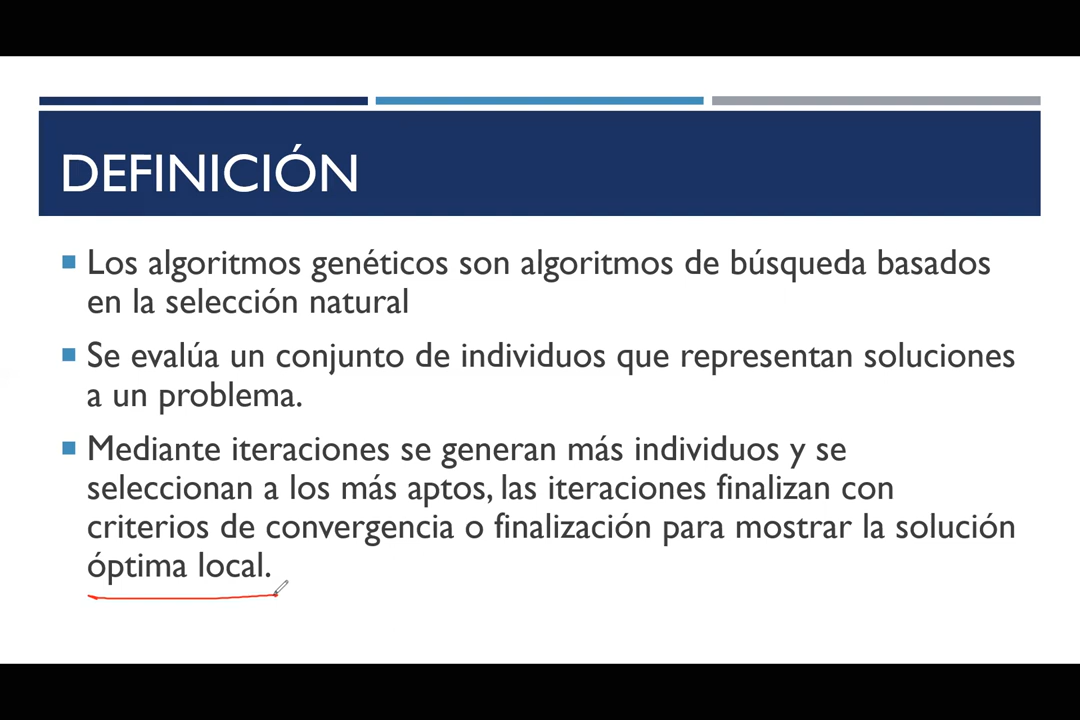 DEFINICIÓN
Los algoritmos genéticos son algoritmos de búsqueda basados
en la selección natural
Se evalúa un conjunto de individuos que representan soluciones
a un problema.
Mediante iteraciones se generan más individuos y se
seleccionan a los más aptos, las iteraciones finalizan con
criterios de convergencia o finalización para mostrar la solución
óptima local.